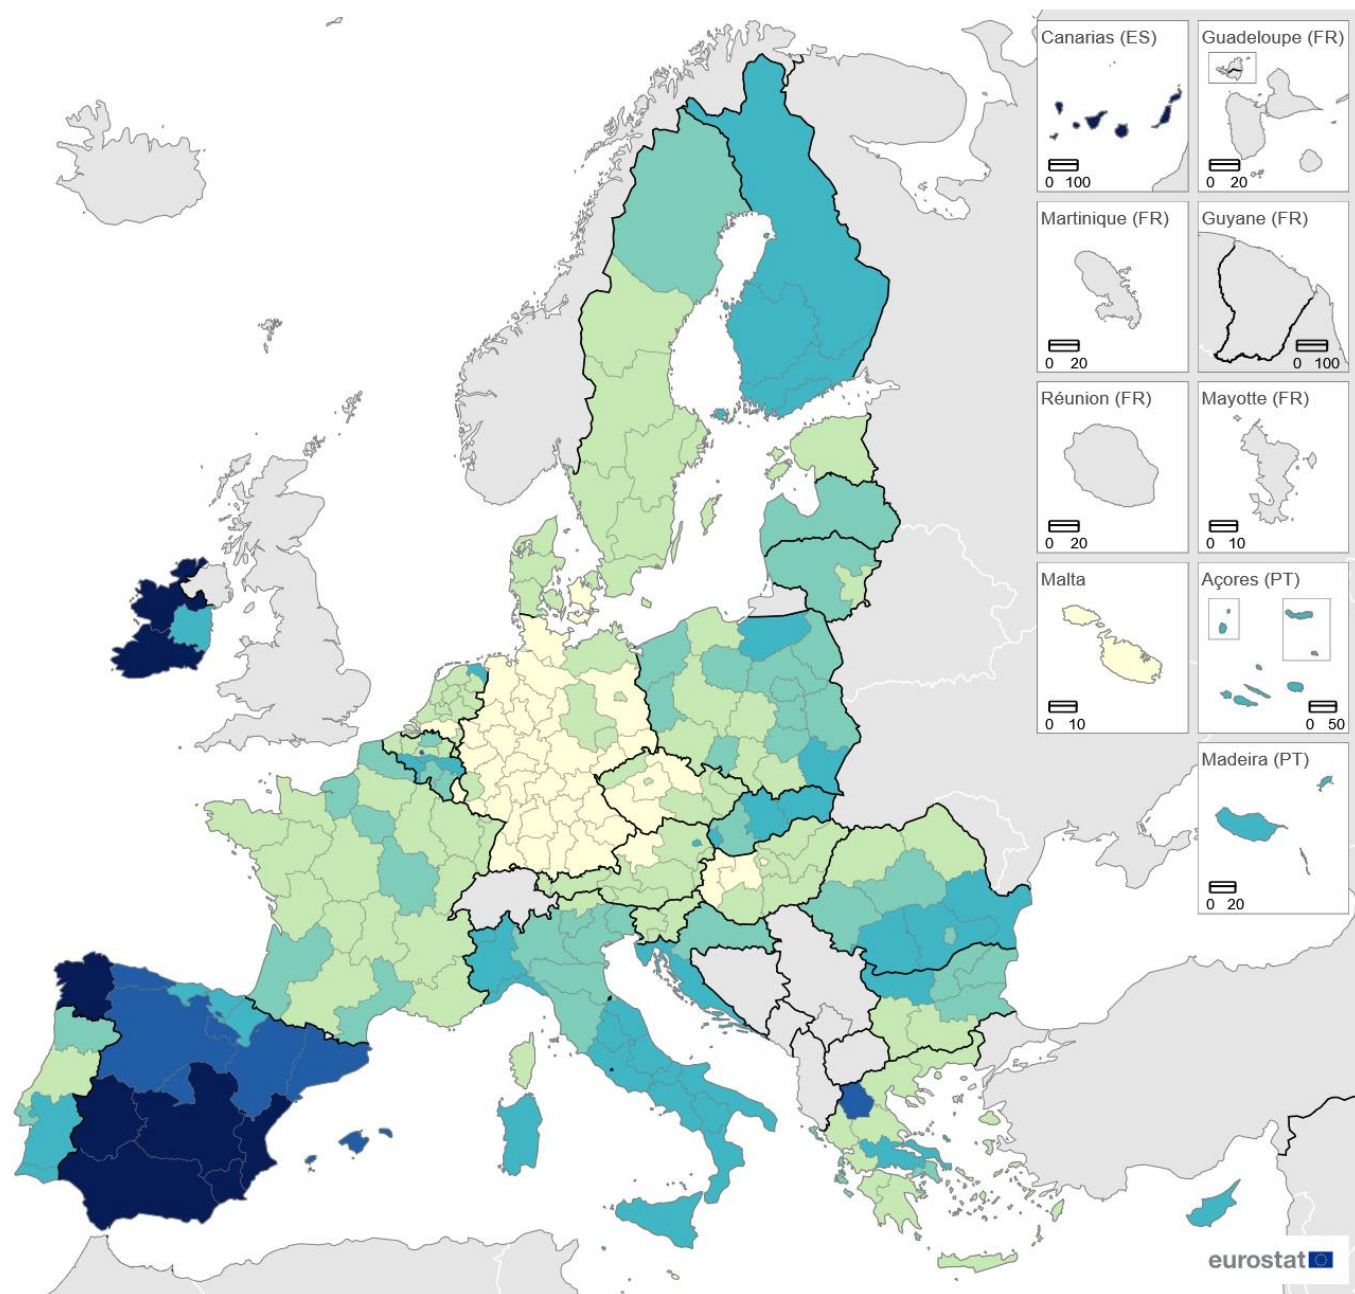 Canarias (ES)
0 100
Guadeloupe (FR)
0 20
Martinique (FR)
0 20
Guyane (FR)
0 100
Réunion (FR)
0 20
Mayotte (FR)
0 10
Malta
0 10
Açores (PT)
0 50
Madeira (PT)
0 20
eurostat